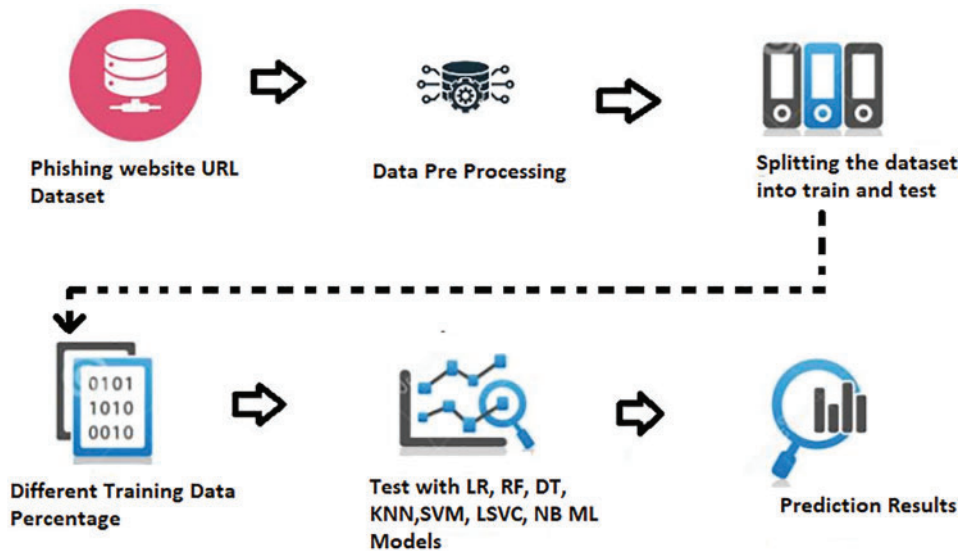 Phishing website URL
Dataset
Data Pre Processing
Splitting the dataset
into train and test
0101
1010
0010
Different Training Data
Percentage
Test with LR, RF, DT,
KNN,SVM, LSVC, NB ML
Models
Prediction Results